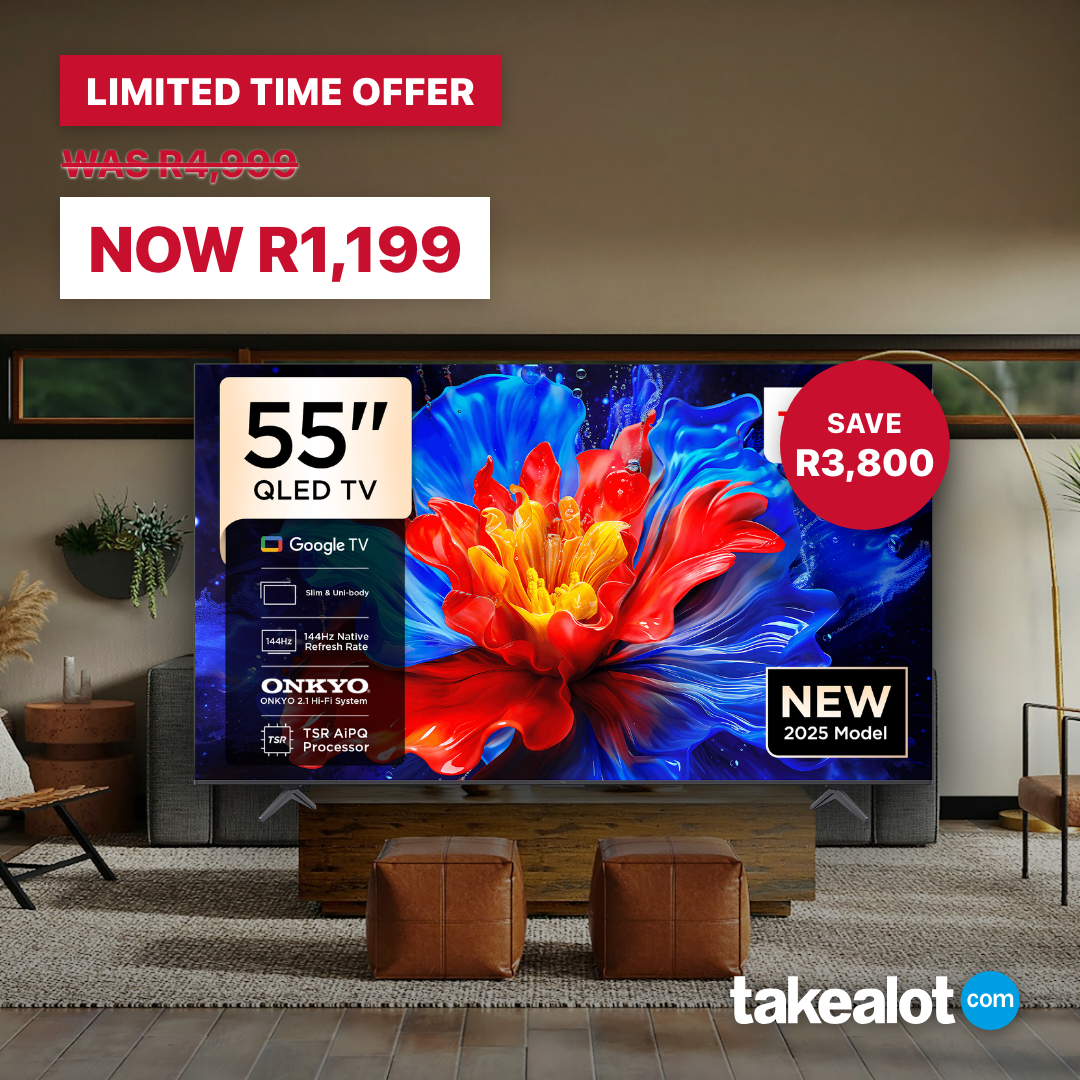 LIMITED TIME OFFER
WAS R4,999
NOW R1,199
55"
QLED TV
SAVE
R3,800
Google TV
Slim & Uni-body
144Hz
144Hz Native
Refresh Rate
ONKYO
ONKYO 2.1 Hi-Fi System
TSR
TSR AiPQ
Processor
NEW
2025 Model
takealot com